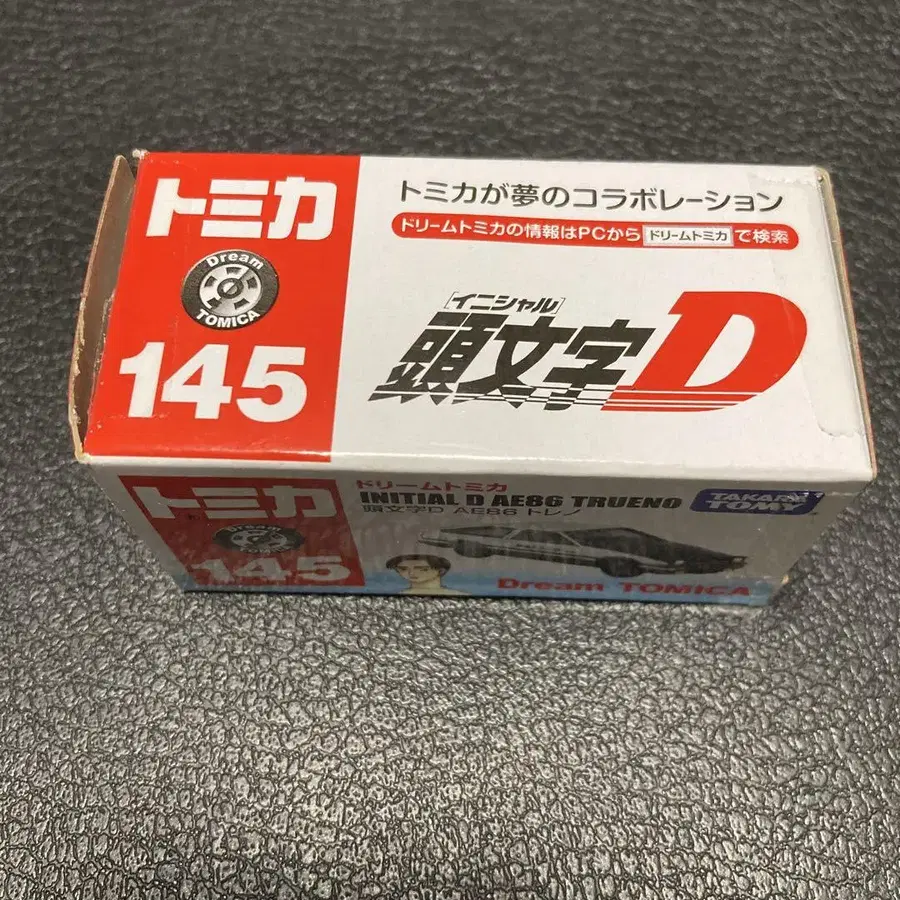 トミカ
Dream
TOMICA
145
トミカが夢のコラボレーション
ドリームトミカの情報はPCから ドリームトミカ で検索
[イニシャル]
頭文字D
トミカ
Dream
145
ドリームトミカ
INITIAL D AE86 TRUENO
頭文字D AE86 トレノ
TAKARA
TOMY
Dream TOMICA